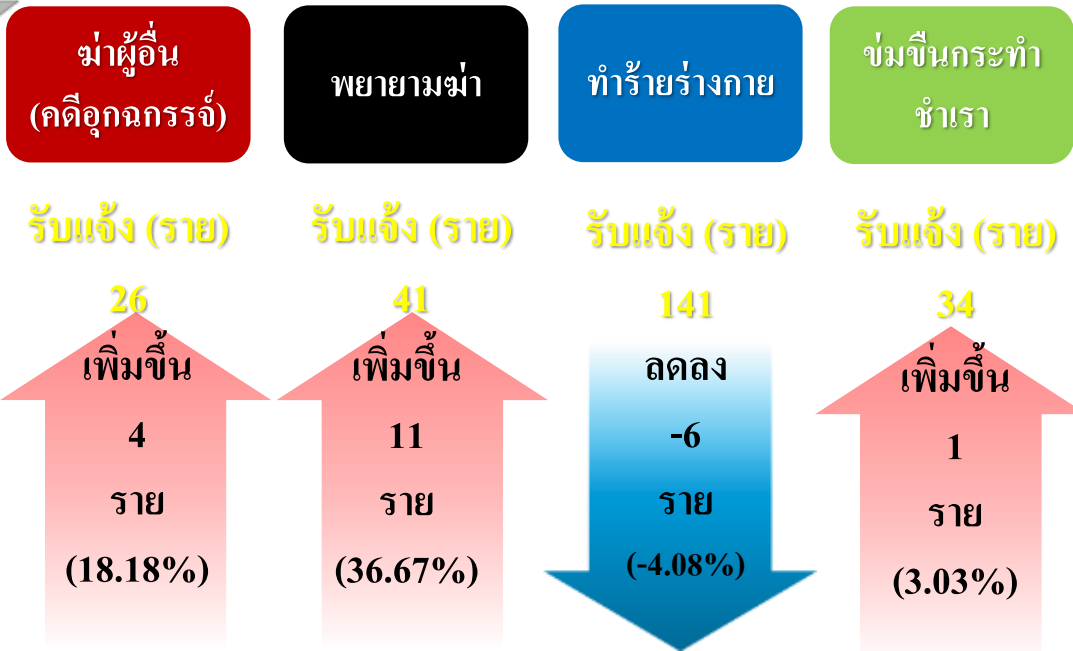 ฆ่าผู้อื่น
(คดีอุกฉกรรจ์)
รับแจ้ง (ราย)
26
เพิ่มขึ้น
4
ราย
(18.18%)
พยายามฆ่า
รับแจ้ง (ราย)
41
เพิ่มขึ้น
11
ราย
(36.67%)
ทำร้ายร่างกาย
รับแจ้ง (ราย)
141
ลดลง
-6
ราย
(-4.08%)
ข่มขืนกระทำ
ชำเรา
รับแจ้ง (ราย)
34
เพิ่มขึ้น
1
ราย
(3.03%)